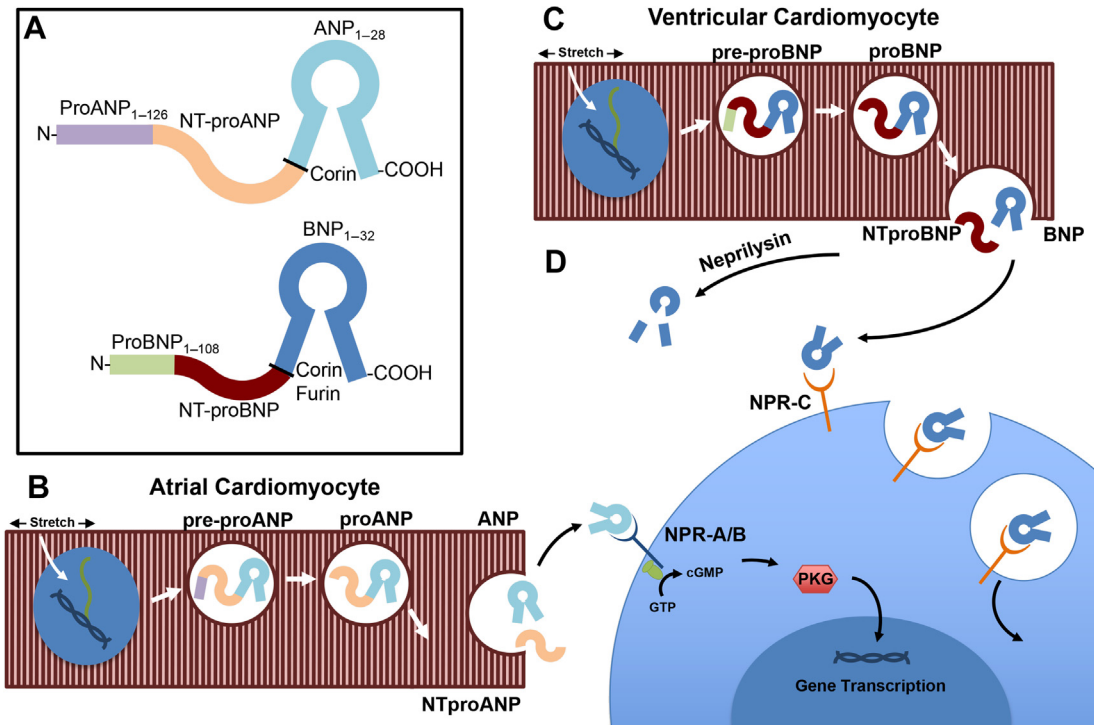 A
ANP1–28
ProANP1–126
NT-proANP
N-
Corin
-COOH
BNP1–32
ProBNP1–108
N-
Corin
-COOH
Furin
NT-proBNP
B
Atrial Cardiomyocyte
Stretch
pre-proANP
proANP
ANP
NTproANP
C
Ventricular Cardiomyocyte
Stretch
pre-proBNP
proBNP
NTproBNP
BNP
D
Neprilysin
NPR-C
NPR-A/B
cGMP
GTP
PKG
Gene Transcription